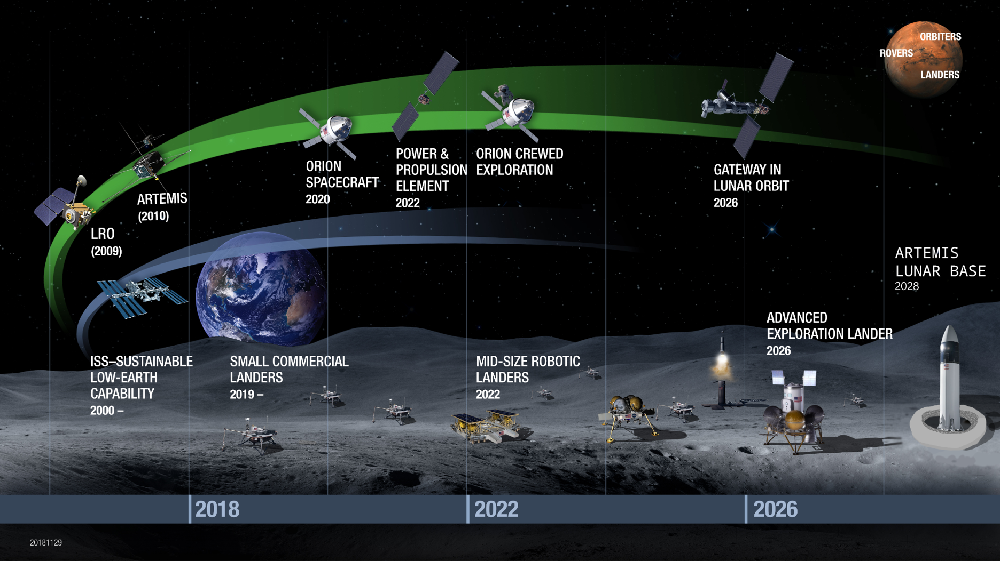 ORBITERS
ROVERS
LANDERS
LRO
(2009)
ARTEMIS
(2010)
ORION
SPACECRAFT
2020
POWER &
PROPULSION
ELEMENT
2022
ORION CREWED
EXPLORATION
GATEWAY IN
LUNAR ORBIT
2026
ARTEMIS
LUNAR BASE
2028
ISS–SUSTAINABLE
LOW-EARTH
CAPABILITY
2000 –
SMALL COMMERCIAL
LANDERS
2019 –
MID-SIZE ROBOTIC
LANDERS
2022
ADVANCED
EXPLORATION LANDER
2026
2018
2022
2026
20181129